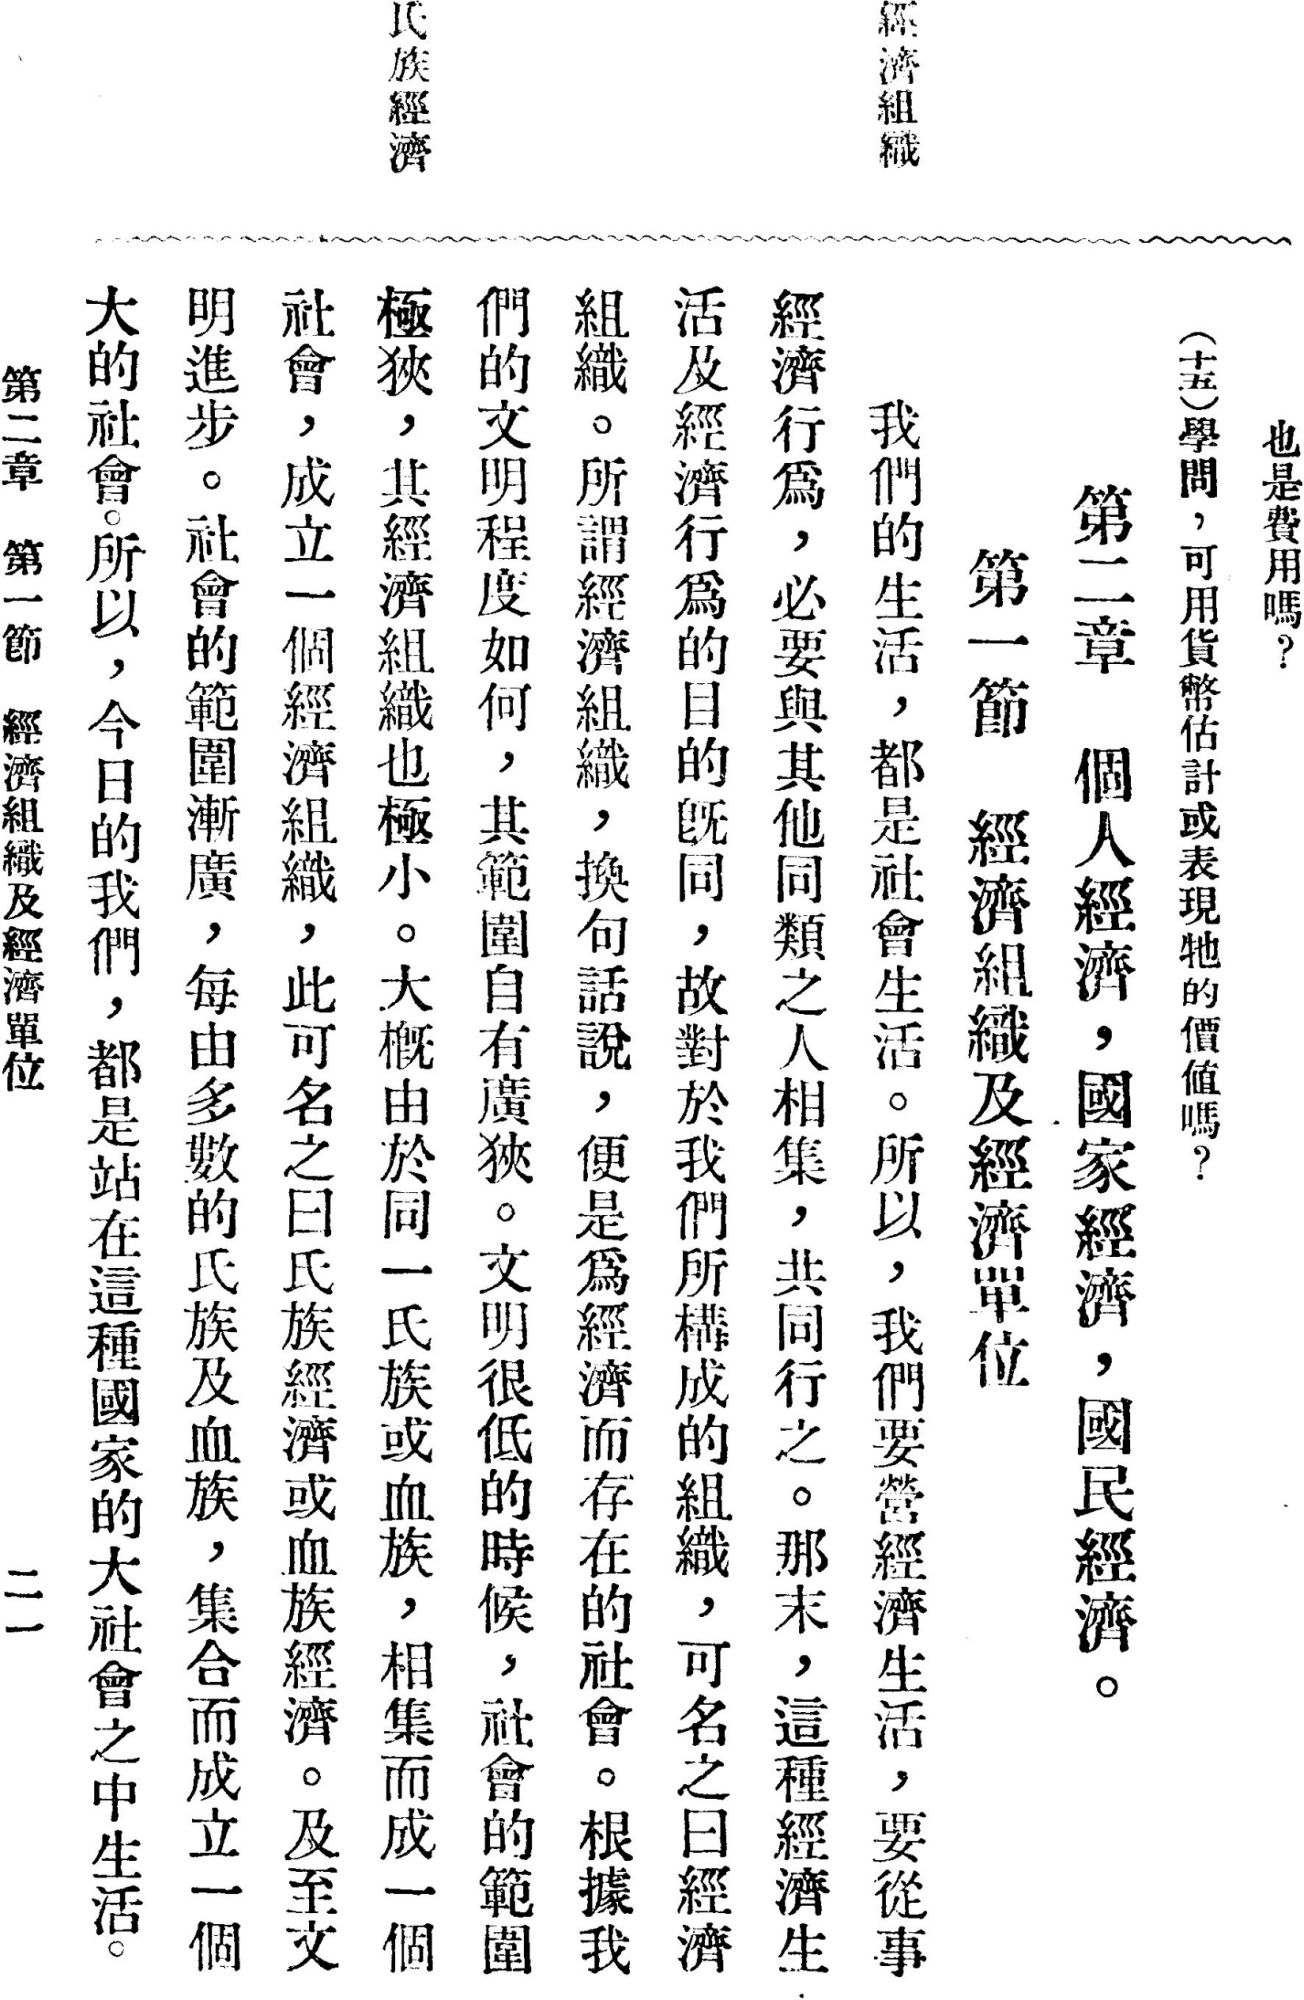 也是費用嗎？
（十五）學問，可用貨幣估計或表現牠的價值嗎？
第二章　個人經濟，國家經濟，國民經濟。
第一節　經濟組織及經濟單位
經濟組織
我們的生活，都是社會生活。所以，我們要營經濟生活，要從事
經濟行爲，必要與其他同類之人相集，共同行之。那末，這種經濟生
活及經濟行爲的目的旣同，故對於我們所構成的組織，可名之曰經濟
組織。所謂經濟組織，換句話說，便是爲經濟而存在的社會。根據我
們的文明程度如何，其範圍自有廣狹。文明很低的時候，社會的範圍
氏族經濟
極狹，其經濟組織也極小。大槪由於同一氏族或血族，相集而成一個
社會，成立一個經濟組織，此可名之曰氏族經濟或血族經濟。及至文
明進步。社會的範圍漸廣，每由多數的氏族及血族，集合而成立一個
大的社會。所以，今日的我們，都是站在這種國家的大社會之中生活。
第二章　第一節　經濟組織及經濟單位　二一